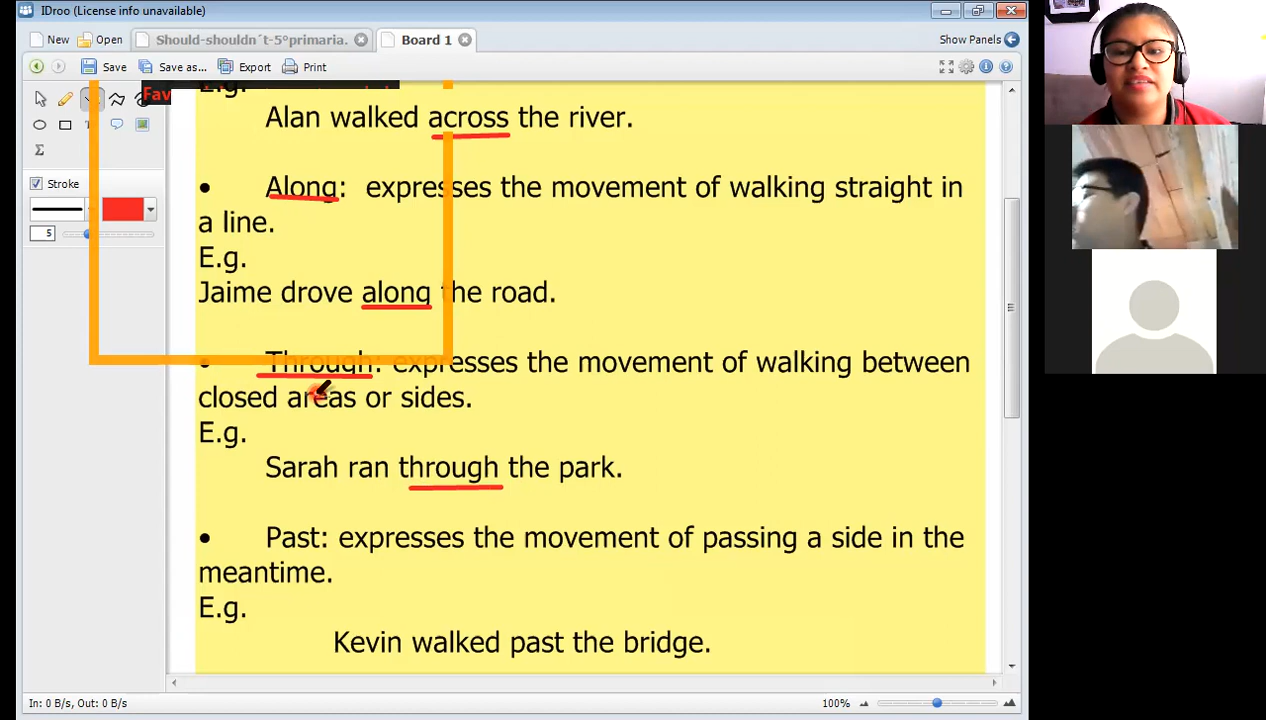 IDroo (License info unavailable)
New Open Should-shouldn´t-5°primaria. Board 1 Show Panels
Save Save as... Export Print
Fav
E.g.
Alan walked across the river.
Stroke
• Along: expresses the movement of walking straight in
a line.
5
E.g.
Jaime drove along the road.
• Through: expresses the movement of walking between
closed areas or sides.
E.g.
Sarah ran through the park.
• Past: expresses the movement of passing a side in the
meantime.
E.g.
Kevin walked past the bridge.
In: 0 B/s, Out: 0 B/s 100%